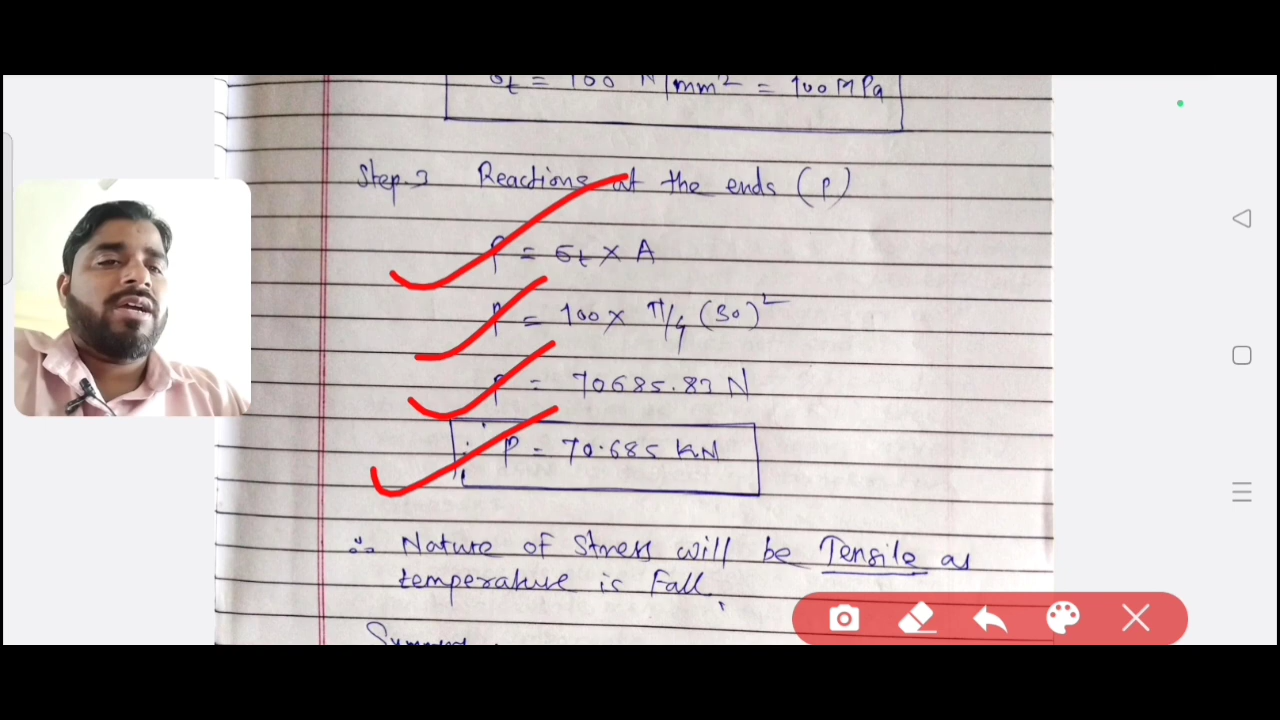 σt = 100 N/mm² = 100 MPa
Step 3 Reactions at the ends (P)
P = σt × A
P = 100 × π/4 (30)²
P = 70685.83 N
∴ P = 70.685 kN
∴ Nature of Stress will be Tensile as
temperature is Fall.